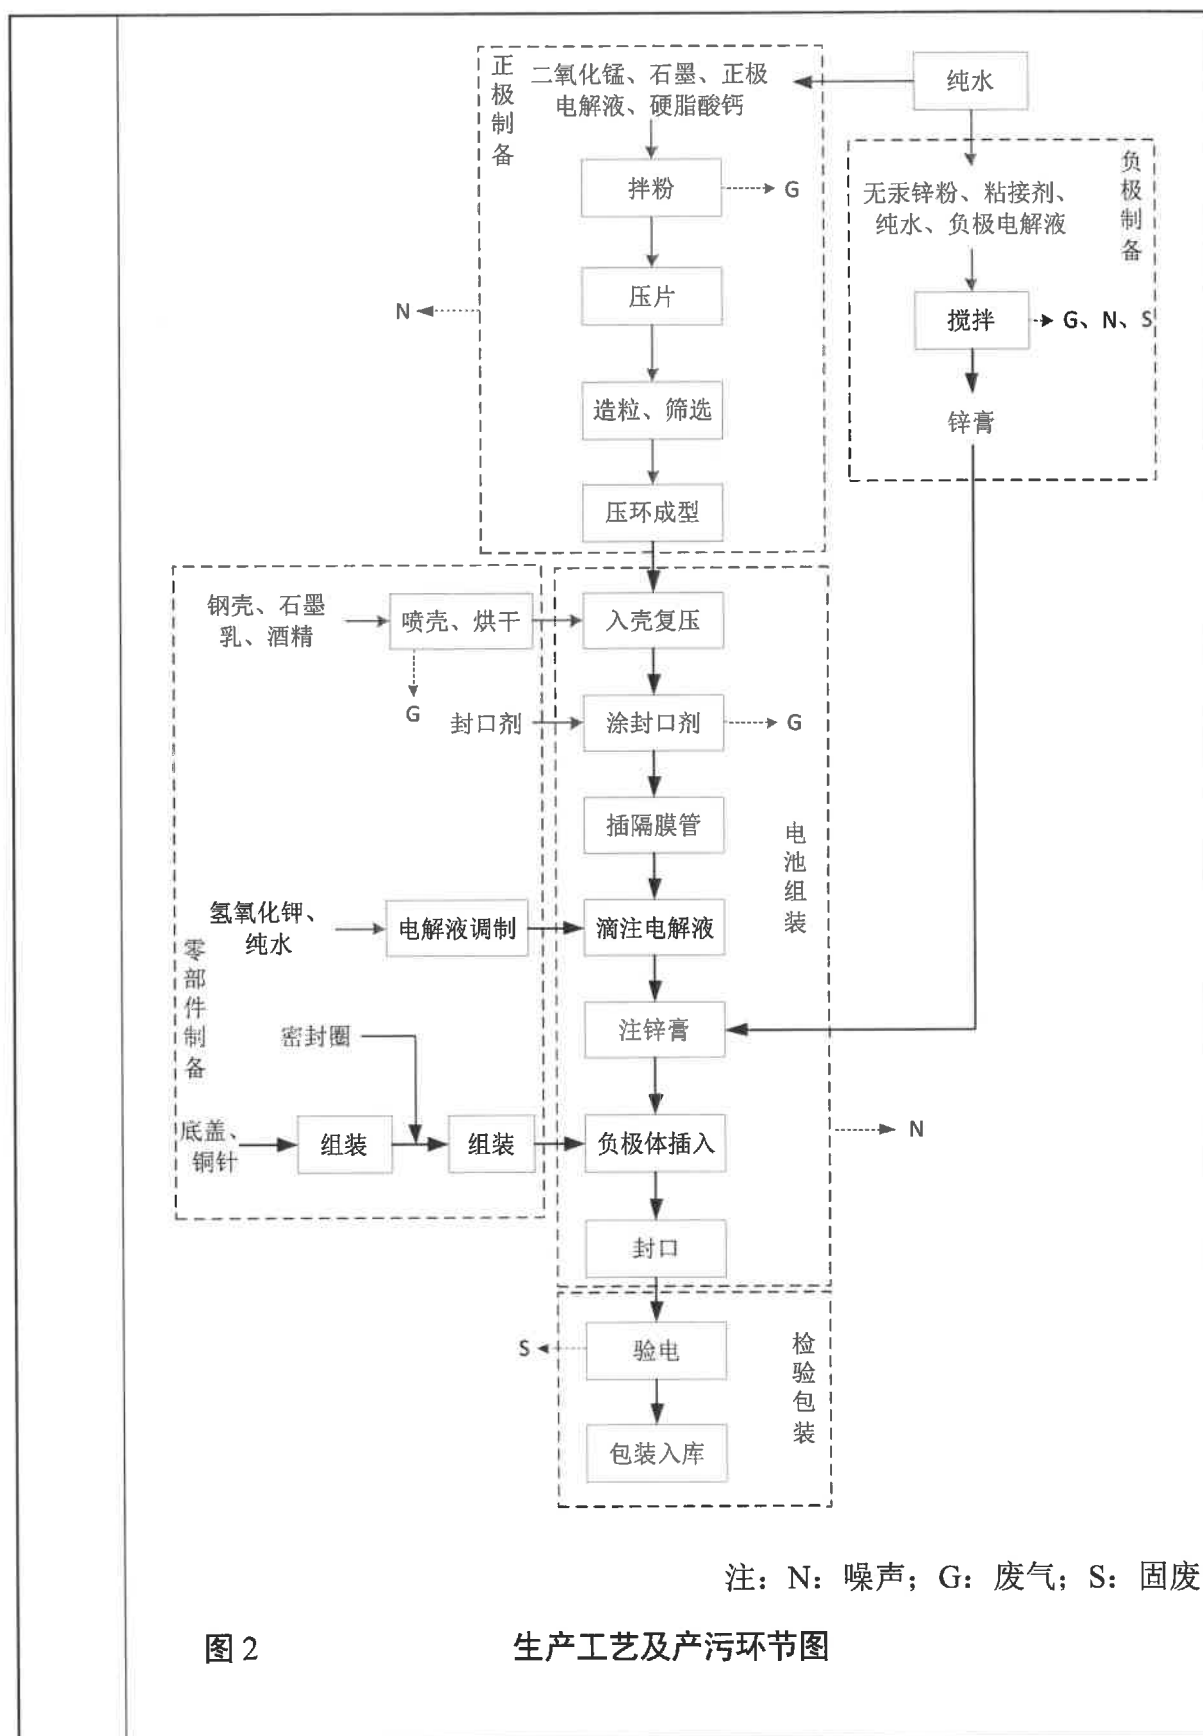 正极制备
二氧化锰、石墨、正极
电解液、硬脂酸钙
纯水
拌粉
G
压片
N
造粒、筛选
压环成型
负极制备
无汞锌粉、粘接剂、
纯水、负极电解液
搅拌
G、N、S
锌膏
钢壳、石墨
乳、酒精
喷壳、烘干
G
入壳复压
封口剂
涂封口剂
G
插隔膜管
电池组装
氢氧化钾、
纯水
电解液调制
滴注电解液
零部件制备
注锌膏
密封圈
底盖、
铜针
组装
组装
负极体插入
N
封口
S
验电
检验包装
包装入库
注：N：噪声；G：废气；S：固废
图 2
生产工艺及产污环节图